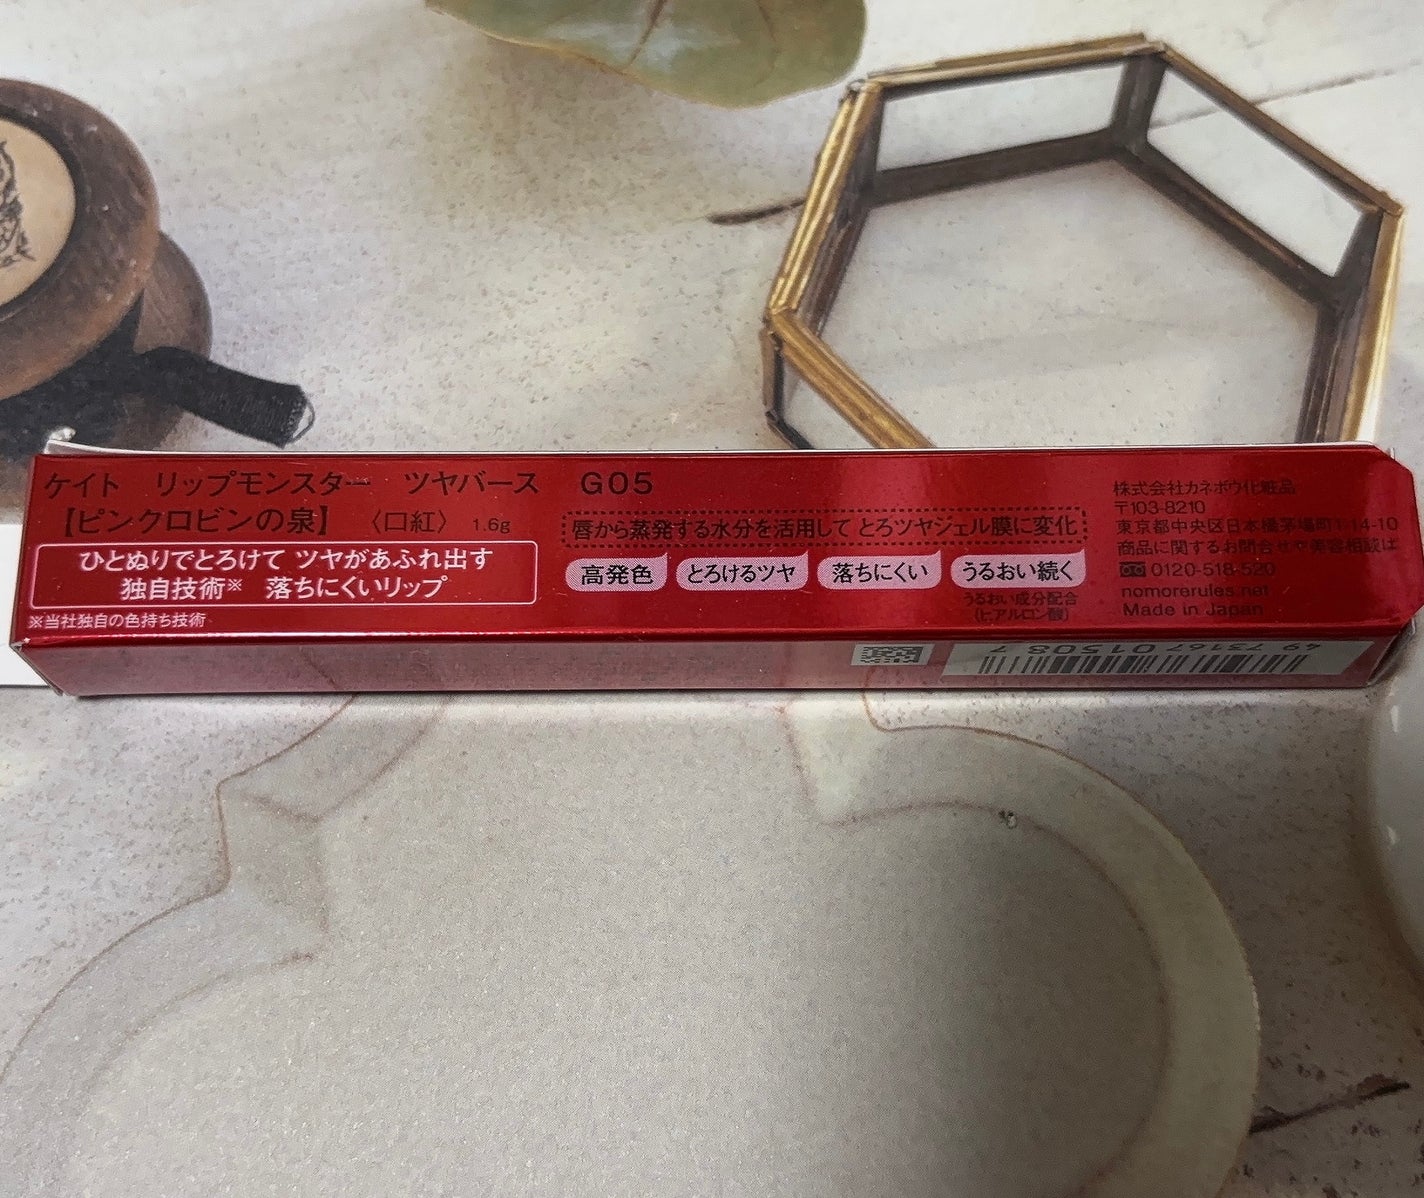 ケイト リップモンスター ツヤバース G05
【ピンクロビンの泉】 〈口紅〉 1.6g
ひとぬりでとろけて ツヤがあふれ出す
独自技術※ 落ちにくいリップ
※当社独自の色持ち技術
唇から蒸発する水分を活用して とろツヤジェル膜に変化
高発色 とろけるツヤ 落ちにくい うるおい続く
うるおい成分配合
(ヒアルロン酸)
株式会社カネボウ化粧品
〒103-8210
東京都中央区日本橋茅場町1-14-10
商品に関するお問合せや美容相談は
0120-518-520
nomorerules.net
Made in Japan
49 73167 01508 7